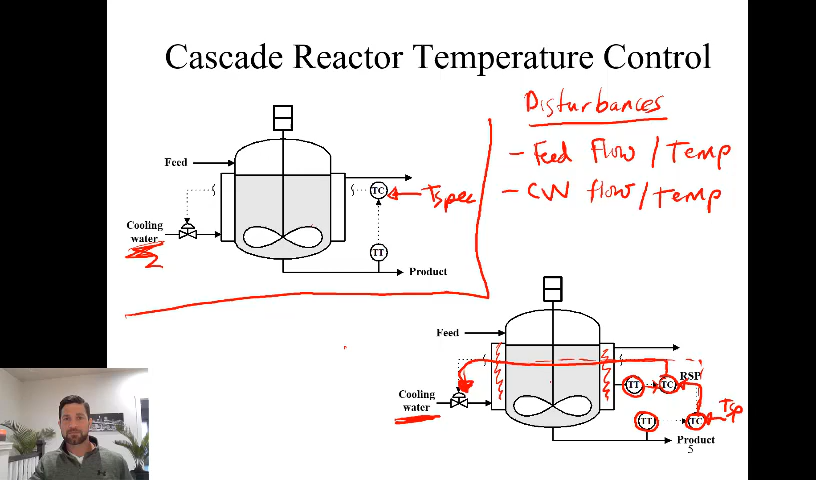 Cascade Reactor Temperature Control
Disturbances
- Feed flow / Temp
- CW flow / Temp
Feed
TC
Tspec
Cooling
water
TT
Product
Feed
RSP
TT
TC
Cooling
water
TT
TC
Tsp
Product
5